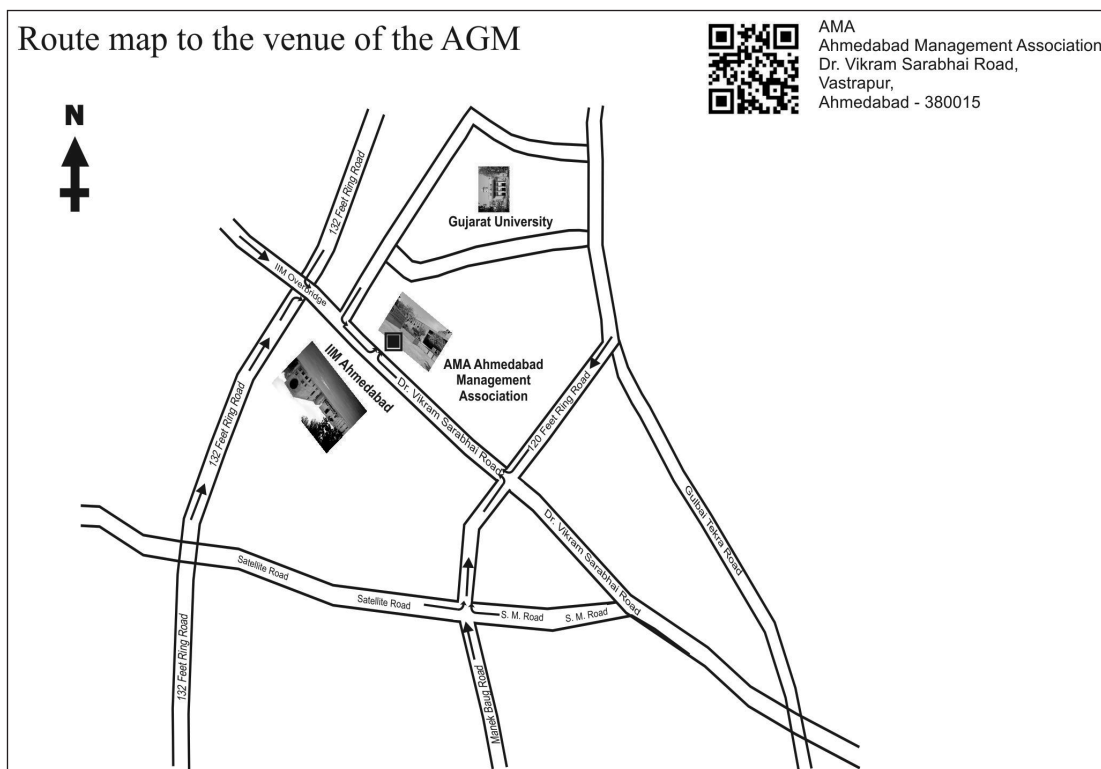 Route map to the venue of the AGM
AMA
Ahmedabad Management Association
Dr. Vikram Sarabhai Road,
Vastrapur,
Ahmedabad - 380015
N
132 Feet Ring Road
Gujarat University
IIM Overbridge
IIM Ahmedabad
AMA Ahmedabad
Management
Association
Dr. Vikram Sarabhai Road
120 Feet Ring Road
132 Feet Ring Road
Dr. Vikram Sarabhai Road
Gulbai Tekra Road
Satellite Road
Satellite Road
S. M. Road
S. M. Road
132 Feet Ring Road
Manek Baug Road